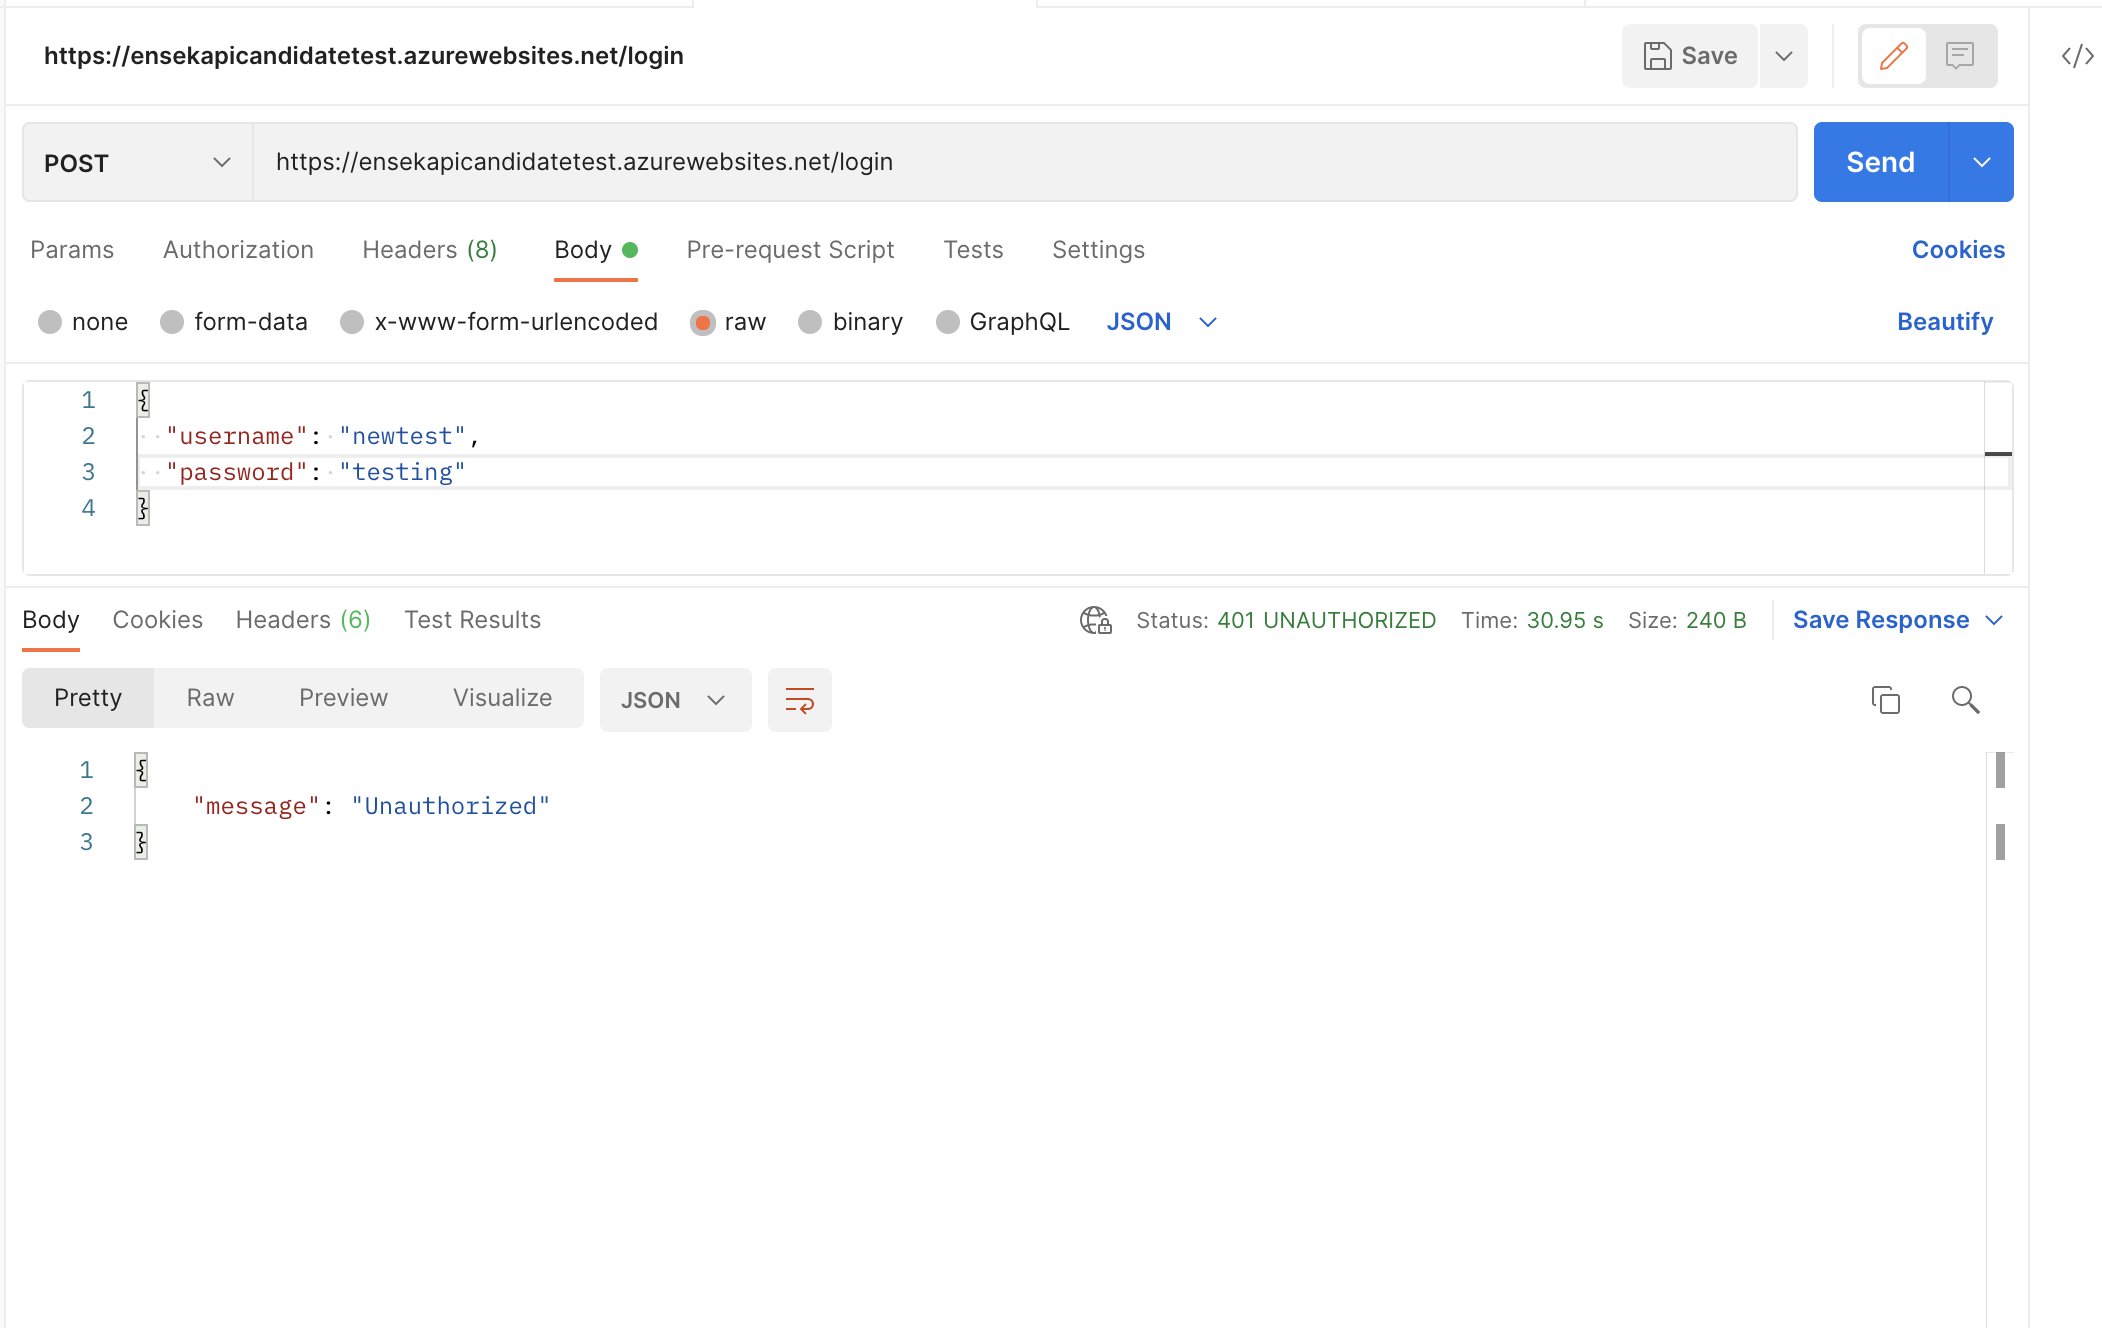 https://ensekapicandidatetest.azurewebsites.net/login
Save
</>
POST
https://ensekapicandidatetest.azurewebsites.net/login
Send
Params Authorization Headers (8) Body Pre-request Script Tests Settings Cookies
none form-data x-www-form-urlencoded raw binary GraphQL JSON Beautify
1 {
2 "username": "newtest",
3 "password": "testing"
4 }
Body Cookies Headers (6) Test Results Status: 401 UNAUTHORIZED Time: 30.95 s Size: 240 B Save Response
Pretty Raw Preview Visualize JSON
1 {
2 "message": "Unauthorized"
3 }